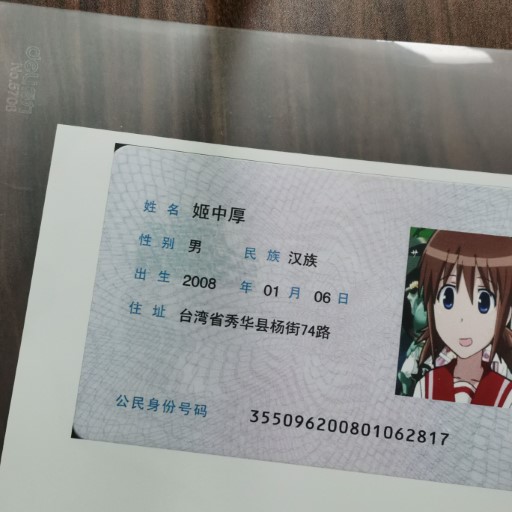 姓名 姬中厚
性别 男 民族 汉族
出生 2008 年 01 月 06 日
住址 台湾省秀华县杨街74路
公民身份号码 355096200801062817